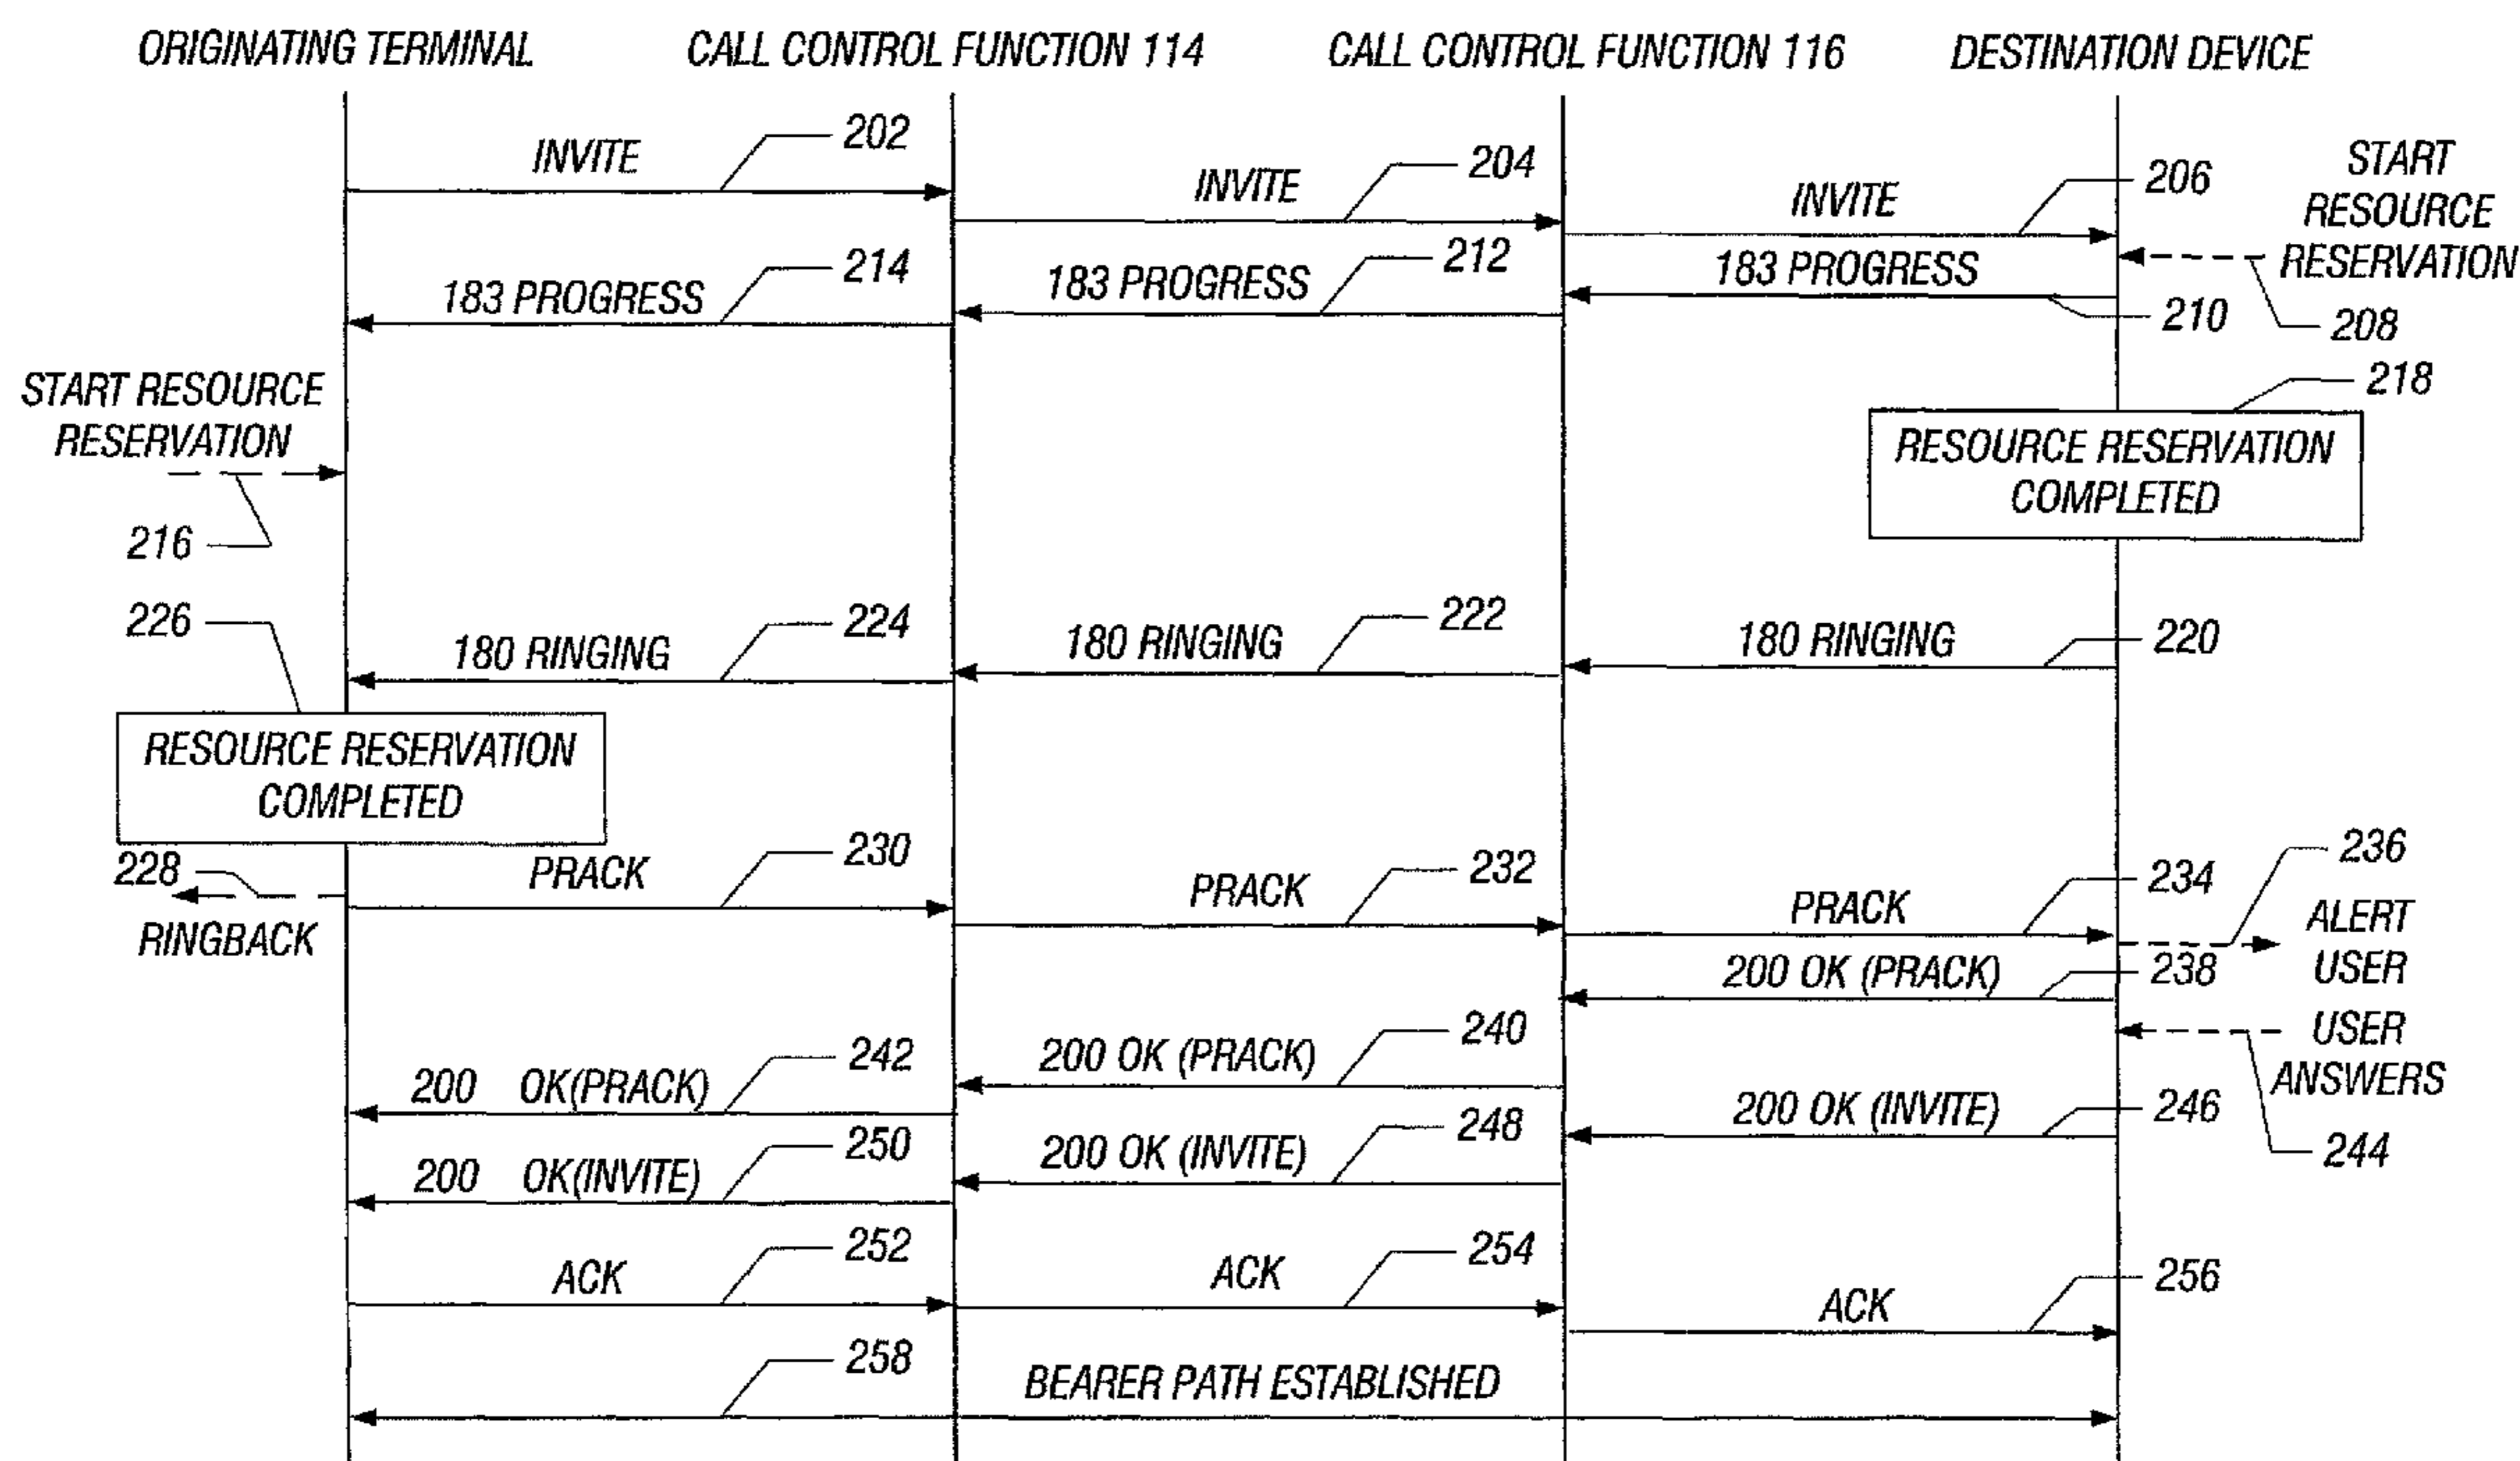 ORIGINATING TERMINAL
CALL CONTROL FUNCTION 114
CALL CONTROL FUNCTION 116
DESTINATION DEVICE
INVITE
202
INVITE
204
INVITE
206
START
RESOURCE
RESERVATION
208
183 PROGRESS
210
183 PROGRESS
212
183 PROGRESS
214
START RESOURCE
RESERVATION
216
218
RESOURCE RESERVATION
COMPLETED
180 RINGING
220
180 RINGING
222
180 RINGING
224
226
RESOURCE RESERVATION
COMPLETED
228
RINGBACK
PRACK
230
PRACK
232
PRACK
234
236
ALERT
USER
200 OK (PRACK)
238
200 OK (PRACK)
240
200 OK(PRACK)
242
USER
ANSWERS
244
200 OK (INVITE)
246
200 OK (INVITE)
248
200 OK(INVITE)
250
ACK
252
ACK
254
ACK
256
258
BEARER PATH ESTABLISHED